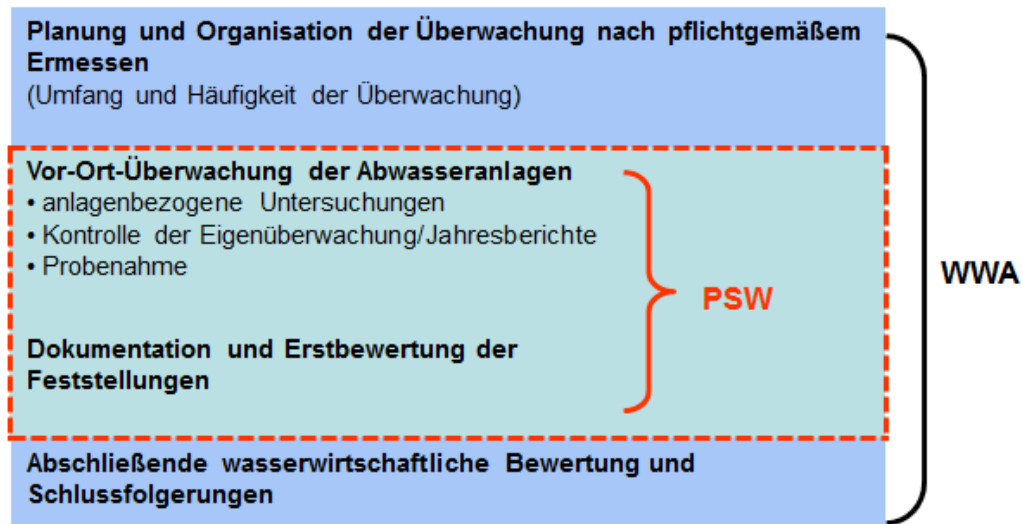 Planung und Organisation der Überwachung nach pflichtgemäßem
Ermessen
(Umfang und Häufigkeit der Überwachung)
Vor-Ort-Überwachung der Abwasseranlagen
• anlagenbezogene Untersuchungen
• Kontrolle der Eigenüberwachung/Jahresberichte
• Probenahme
PSW
WWA
Dokumentation und Erstbewertung der
Feststellungen
Abschließende wasserwirtschaftliche Bewertung und
Schlussfolgerungen